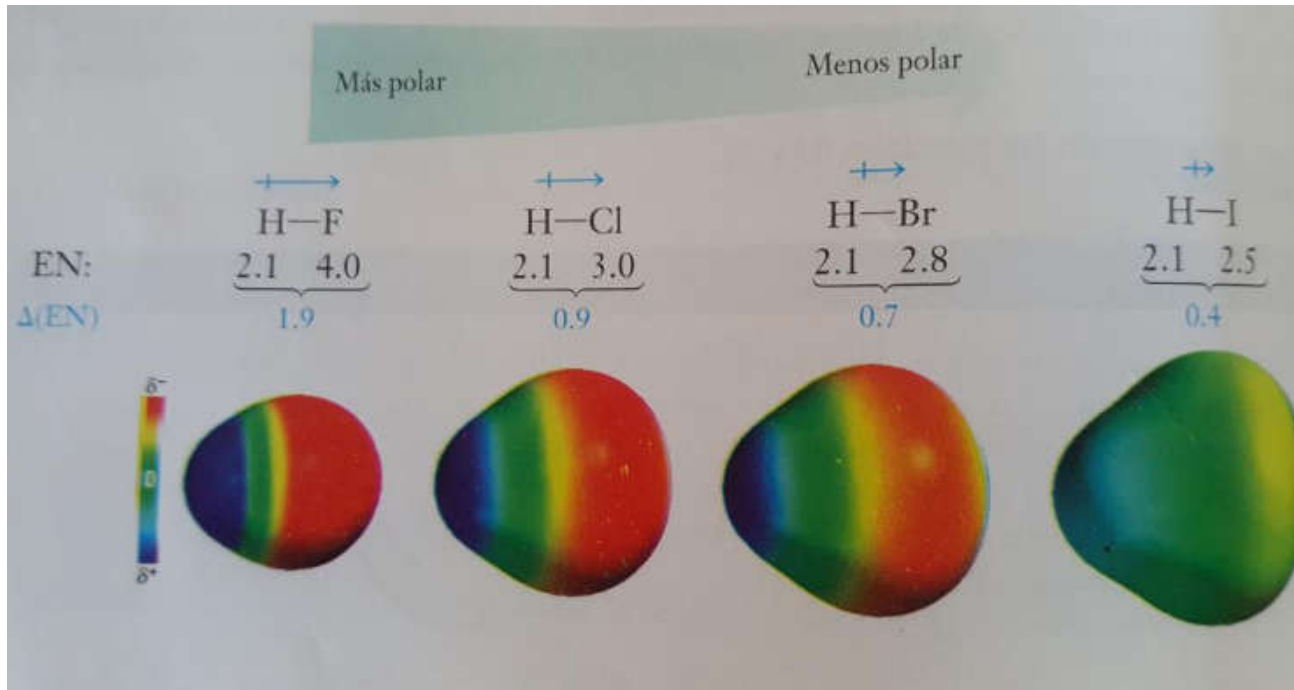 Más polar
Menos polar
H—F
H—Cl
H—Br
H—I
EN:
2.1 4.0
2.1 3.0
2.1 2.8
2.1 2.5
Δ(EN)
1.9
0.9
0.7
0.4
δ⁻
0
δ⁺